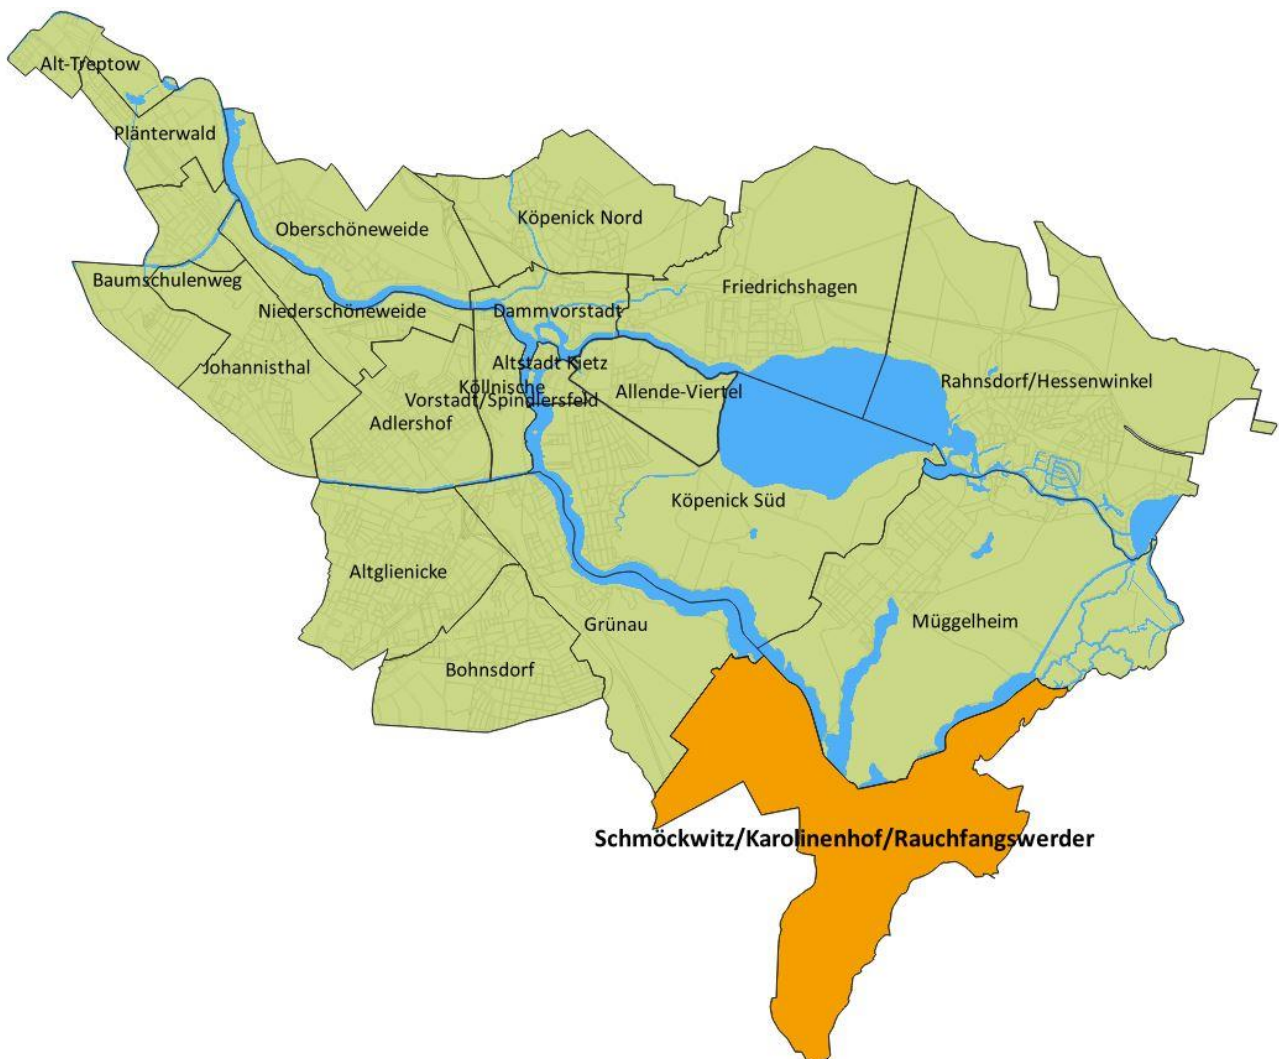 Alt-Treptow
Plänterwald
Oberschöneweide
Köpenick Nord
Baumschulenweg
Friedrichshagen
Niederschöneweide
Dammvorstadt
Johannisthal
Altstadt Kietz
Rahnsdorf/Hessenwinkel
Köllnische
Vorstadt/Spindlersfeld
Allende-Viertel
Adlershof
Köpenick Süd
Altglienicke
Grünau
Müggelheim
Bohnsdorf
Schmöckwitz/Karolinenhof/Rauchfangswerder